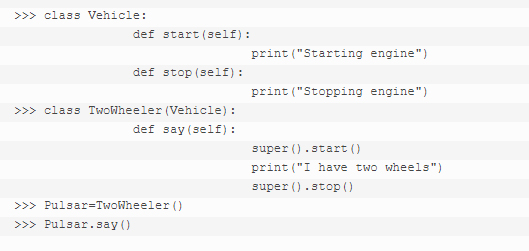 >>> class Vehicle:
def start(self):
print("Starting engine")
def stop(self):
print("Stopping engine")
>>> class TwoWheeler(Vehicle):
def say(self):
super().start()
print("I have two wheels")
super().stop()
>>> Pulsar=TwoWheeler()
>>> Pulsar.say()